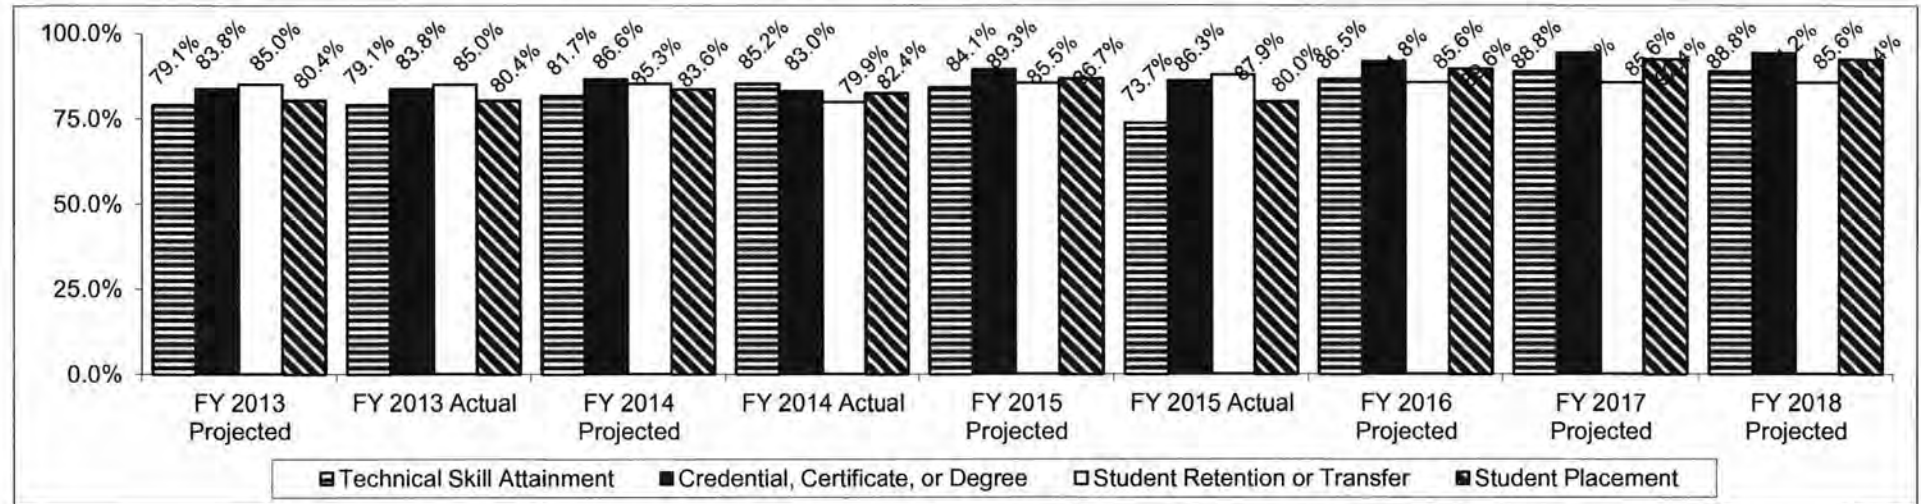 100.0%
75.0%
50.0%
25.0%
0.0%
79.1% 83.8% 85.0% 80.4%
79.1% 83.8% 85.0% 80.4%
81.7% 86.6% 85.3% 83.6%
85.2% 83.0% 79.9% 82.4%
84.1% 89.3% 85.5% 86.7%
73.7% 86.3% 87.9% 80.0%
86.5% 85.6%
88.8% 85.6%
88.8% 85.6%
FY 2013 Projected
FY 2013 Actual
FY 2014 Projected
FY 2014 Actual
FY 2015 Projected
FY 2015 Actual
FY 2016 Projected
FY 2017 Projected
FY 2018 Projected
Technical Skill Attainment Credential, Certificate, or Degree Student Retention or Transfer Student Placement